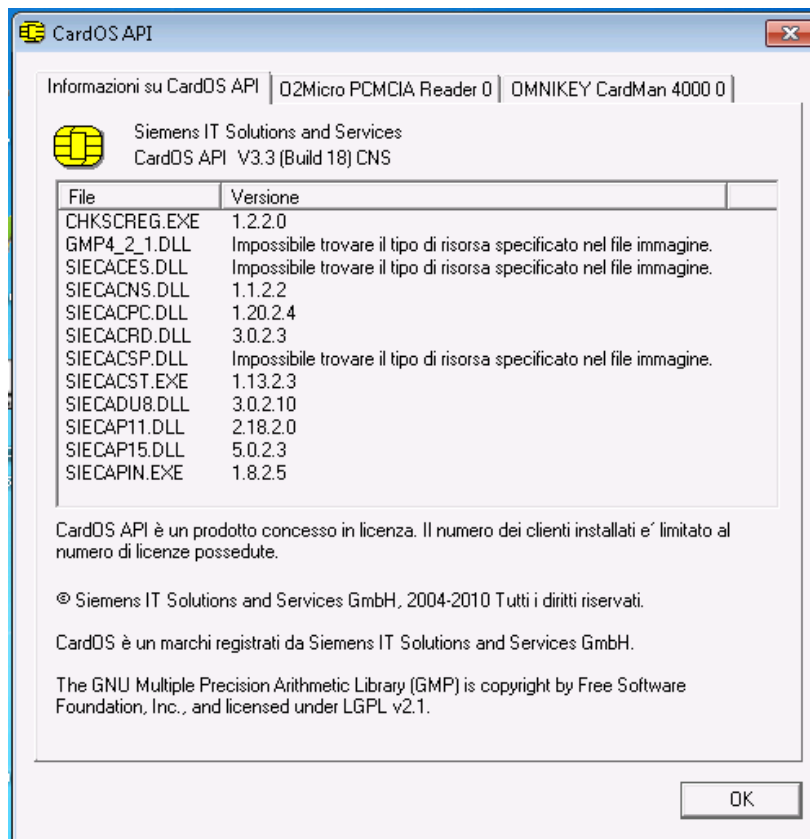 CardOS API
Informazioni su CardOS API
O2Micro PCMCIA Reader 0
OMNIKEY CardMan 4000 0
Siemens IT Solutions and Services
CardOS API V3.3 (Build 18) CNS
File Versione
CHKSCREG.EXE 1.2.2.0
GMP4_2_1.DLL Impossibile trovare il tipo di risorsa specificato nel file immagine.
SIECACES.DLL Impossibile trovare il tipo di risorsa specificato nel file immagine.
SIECACNS.DLL 1.1.2.2
SIECACPC.DLL 1.20.2.4
SIECACRD.DLL 3.0.2.3
SIECACSP.DLL Impossibile trovare il tipo di risorsa specificato nel file immagine.
SIECACST.EXE 1.13.2.3
SIECADU8.DLL 3.0.2.10
SIECAP11.DLL 2.18.2.0
SIECAP15.DLL 5.0.2.3
SIECAPIN.EXE 1.8.2.5
CardOS API è un prodotto concesso in licenza. Il numero dei clienti installati e´ limitato al
numero di licenze possedute.
© Siemens IT Solutions and Services GmbH, 2004-2010 Tutti i diritti riservati.
CardOS è un marchi registrati da Siemens IT Solutions and Services GmbH.
The GNU Multiple Precision Arithmetic Library (GMP) is copyright by Free Software
Foundation, Inc., and licensed under LGPL v2.1.
OK